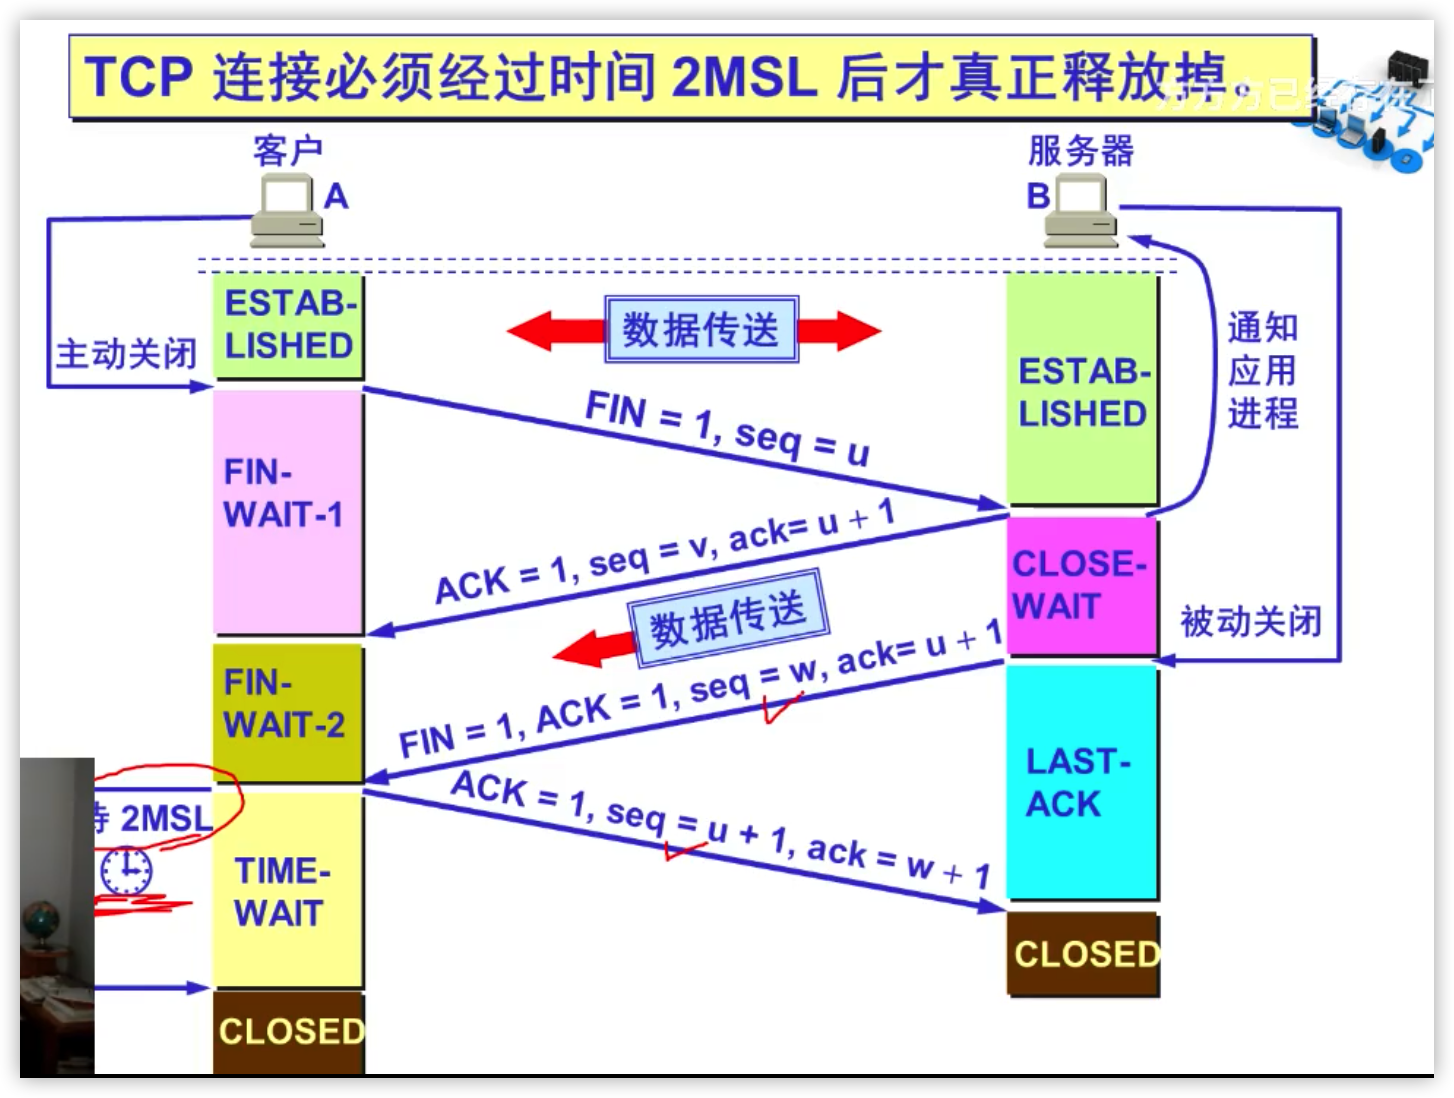 TCP 连接必须经过时间 2MSL 后才真正释放掉。
客户
服务器
A
B
ESTAB-
LISHED
数据传送
ESTAB-
LISHED
通知
应用
进程
主动关闭
FIN = 1, seq = u
FIN-
WAIT-1
ACK = 1, seq = v, ack= u + 1
CLOSE-
WAIT
数据传送
被动关闭
FIN-
WAIT-2
FIN = 1, ACK = 1, seq = w, ack= u + 1
LAST-
ACK
ACK = 1, seq = u + 1, ack = w + 1
2MSL
TIME-
WAIT
CLOSED
CLOSED